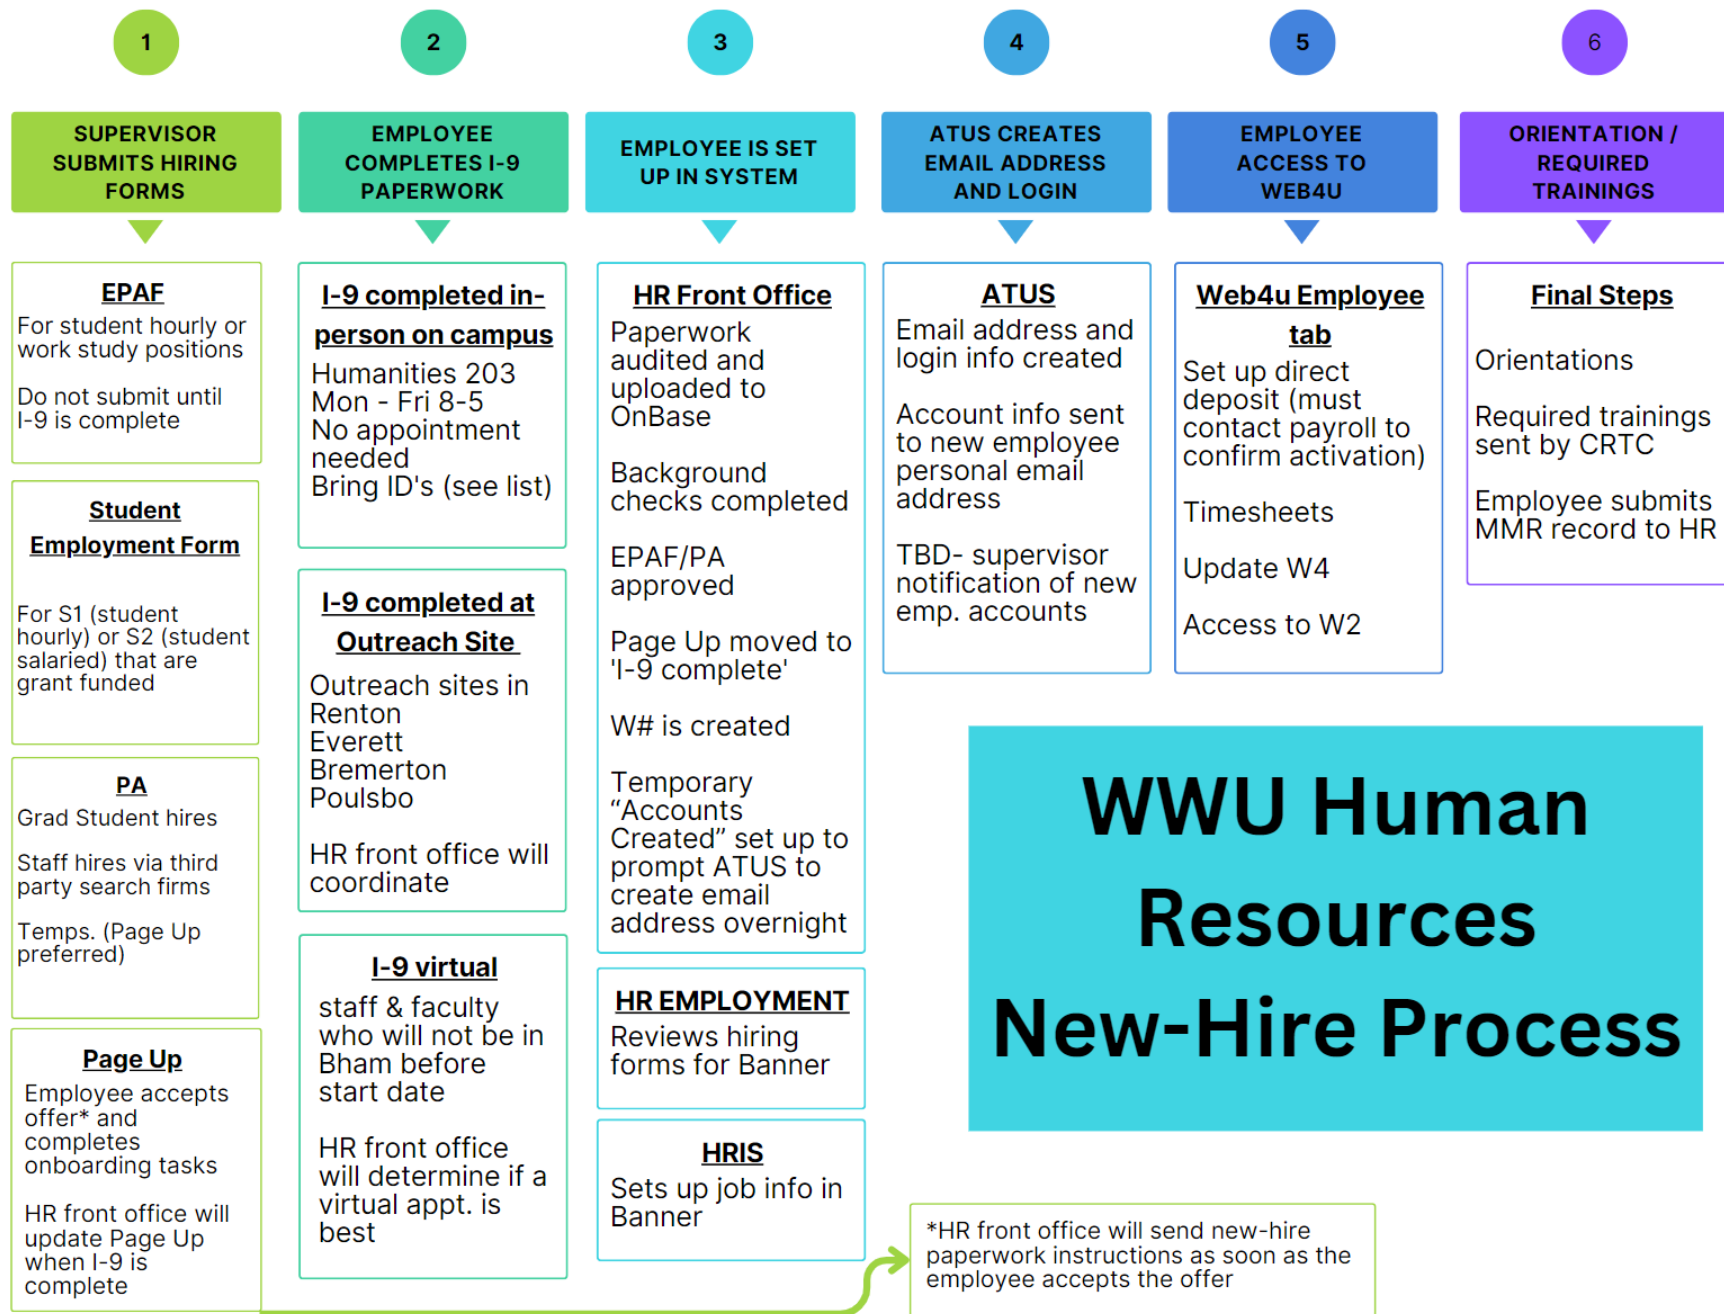 1
2
3
4
5
6
SUPERVISOR
SUBMITS HIRING
FORMS
EMPLOYEE
COMPLETES I-9
PAPERWORK
EMPLOYEE IS SET
UP IN SYSTEM
ATUS CREATES
EMAIL ADDRESS
AND LOGIN
EMPLOYEE
ACCESS TO
WEB4U
ORIENTATION /
REQUIRED
TRAININGS
EPAF
For student hourly or
work study positions
Do not submit until
I-9 is complete
Student
Employment Form
For S1 (student
hourly) or S2 (student
salaried) that are
grant funded
PA
Grad Student hires
Staff hires via third
party search firms
Temps. (Page Up
preferred)
Page Up
Employee accepts
offer* and
completes
onboarding tasks
HR front office will
update Page Up
when I-9 is
complete
I-9 completed in-
person on campus
Humanities 203
Mon - Fri 8-5
No appointment
needed
Bring ID's (see list)
I-9 completed at
Outreach Site
Outreach sites in
Renton
Everett
Bremerton
Poulsbo
HR front office will
coordinate
I-9 virtual
staff & faculty
who will not be in
Bham before
start date
HR front office
will determine if a
virtual appt. is
best
HR Front Office
Paperwork
audited and
uploaded to
OnBase
Background
checks completed
EPAF/PA
approved
Page Up moved to
'I-9 complete'
W# is created
Temporary
“Accounts
Created” set up to
prompt ATUS to
create email
address overnight
HR EMPLOYMENT
Reviews hiring
forms for Banner
HRIS
Sets up job info in
Banner
ATUS
Email address and
login info created
Account info sent
to new employee
personal email
address
TBD- supervisor
notification of new
emp. accounts
Web4u Employee
tab
Set up direct
deposit (must
contact payroll to
confirm activation)
Timesheets
Update W4
Access to W2
Final Steps
Orientations
Required trainings
sent by CRTC
Employee submits
MMR record to HR
WWU Human
Resources
New-Hire Process
*HR front office will send new-hire
paperwork instructions as soon as the
employee accepts the offer